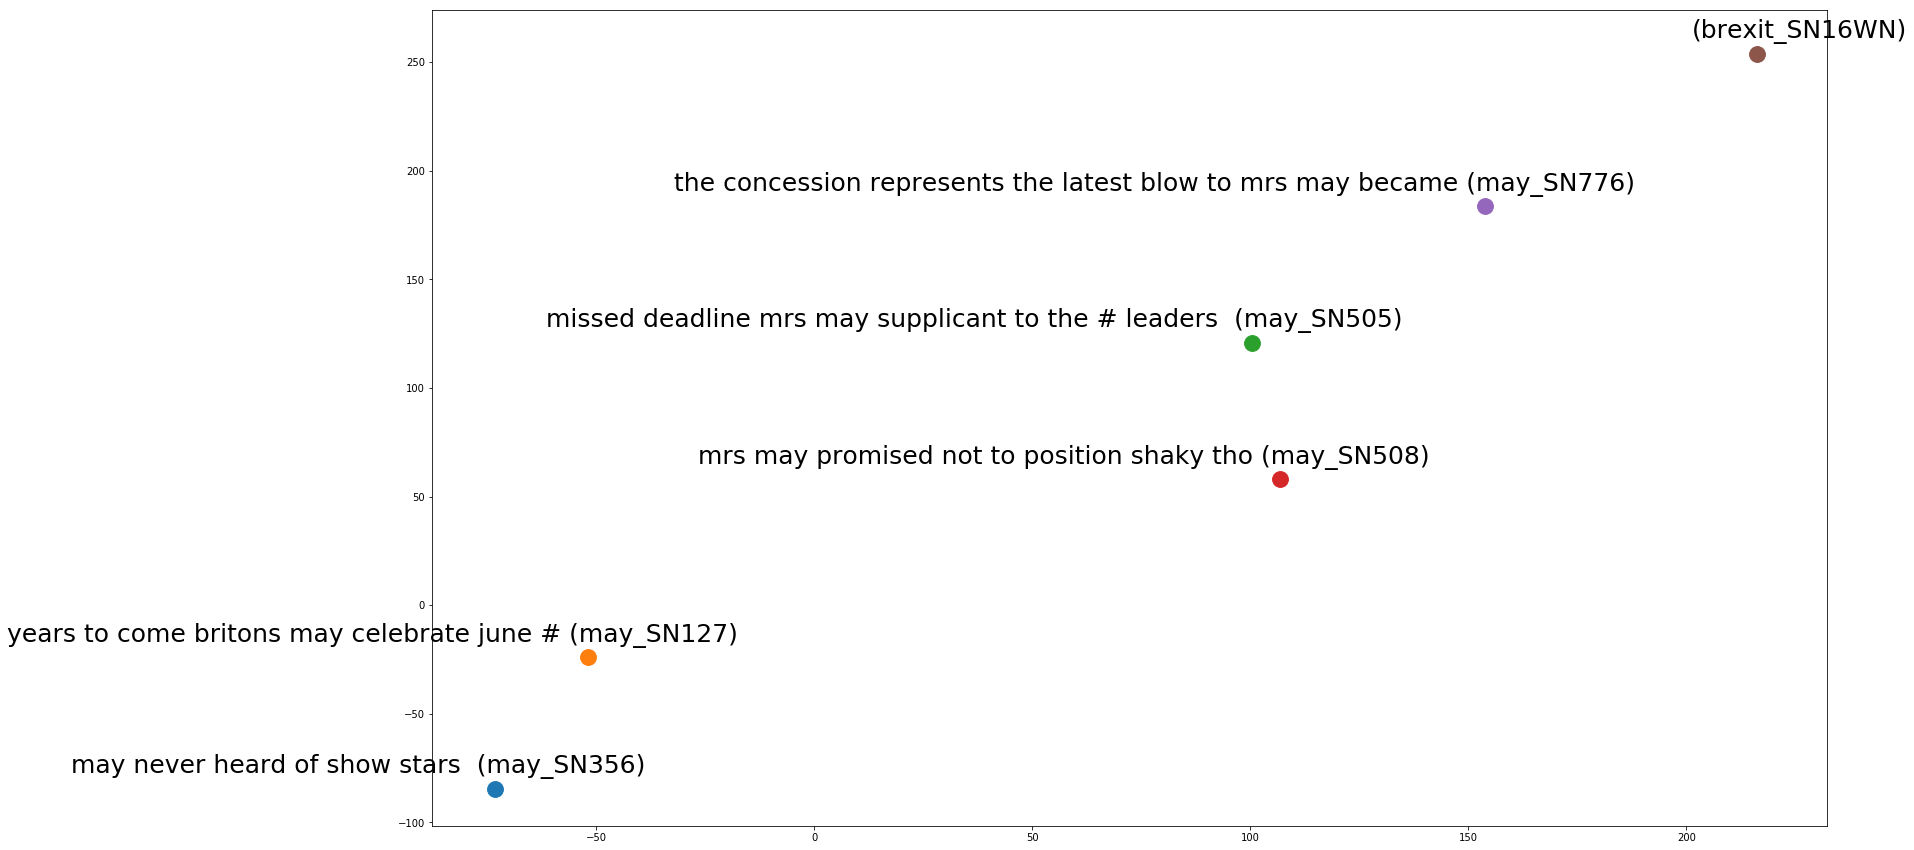 (brexit_SN16WN)
250
200
the concession represents the latest blow to mrs may became (may_SN776)
150
missed deadline mrs may supplicant to the # leaders  (may_SN505)
100
mrs may promised not to position shaky tho (may_SN508)
50
0
years to come britons may celebrate june # (may_SN127)
−50
may never heard of show stars  (may_SN356)
−100
−50 0 50 100 150 200